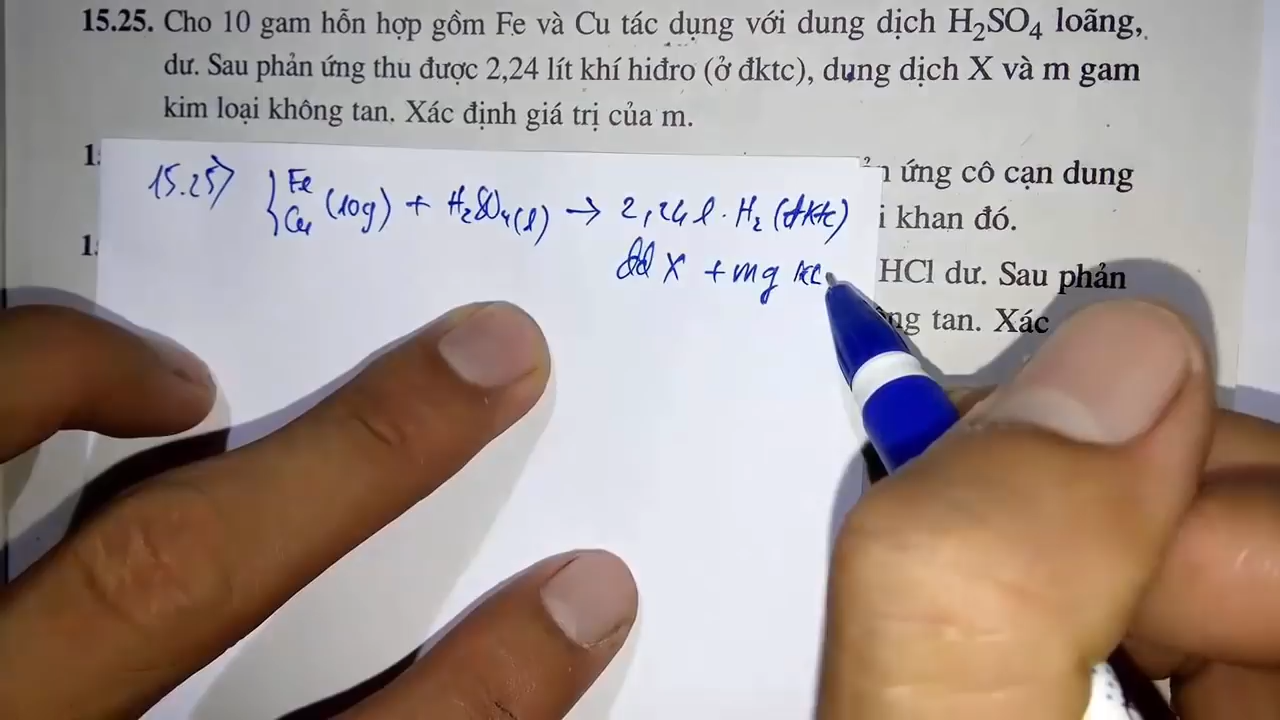 15.25. Cho 10 gam hỗn hợp gồm Fe và Cu tác dụng với dung dịch H₂SO₄ loãng,
dư. Sau phản ứng thu được 2,24 lít khí hiđro (ở đktc), dung dịch X và m gam
kim loại không tan. Xác định giá trị của m.
ứng cô cạn dung
i khan đó.
HCl dư. Sau phản
tan. Xác
15.25> { Fe Cu (10g) + H₂SO₄(l) → 2,24 l. H₂ (đktc)
dd X + mg